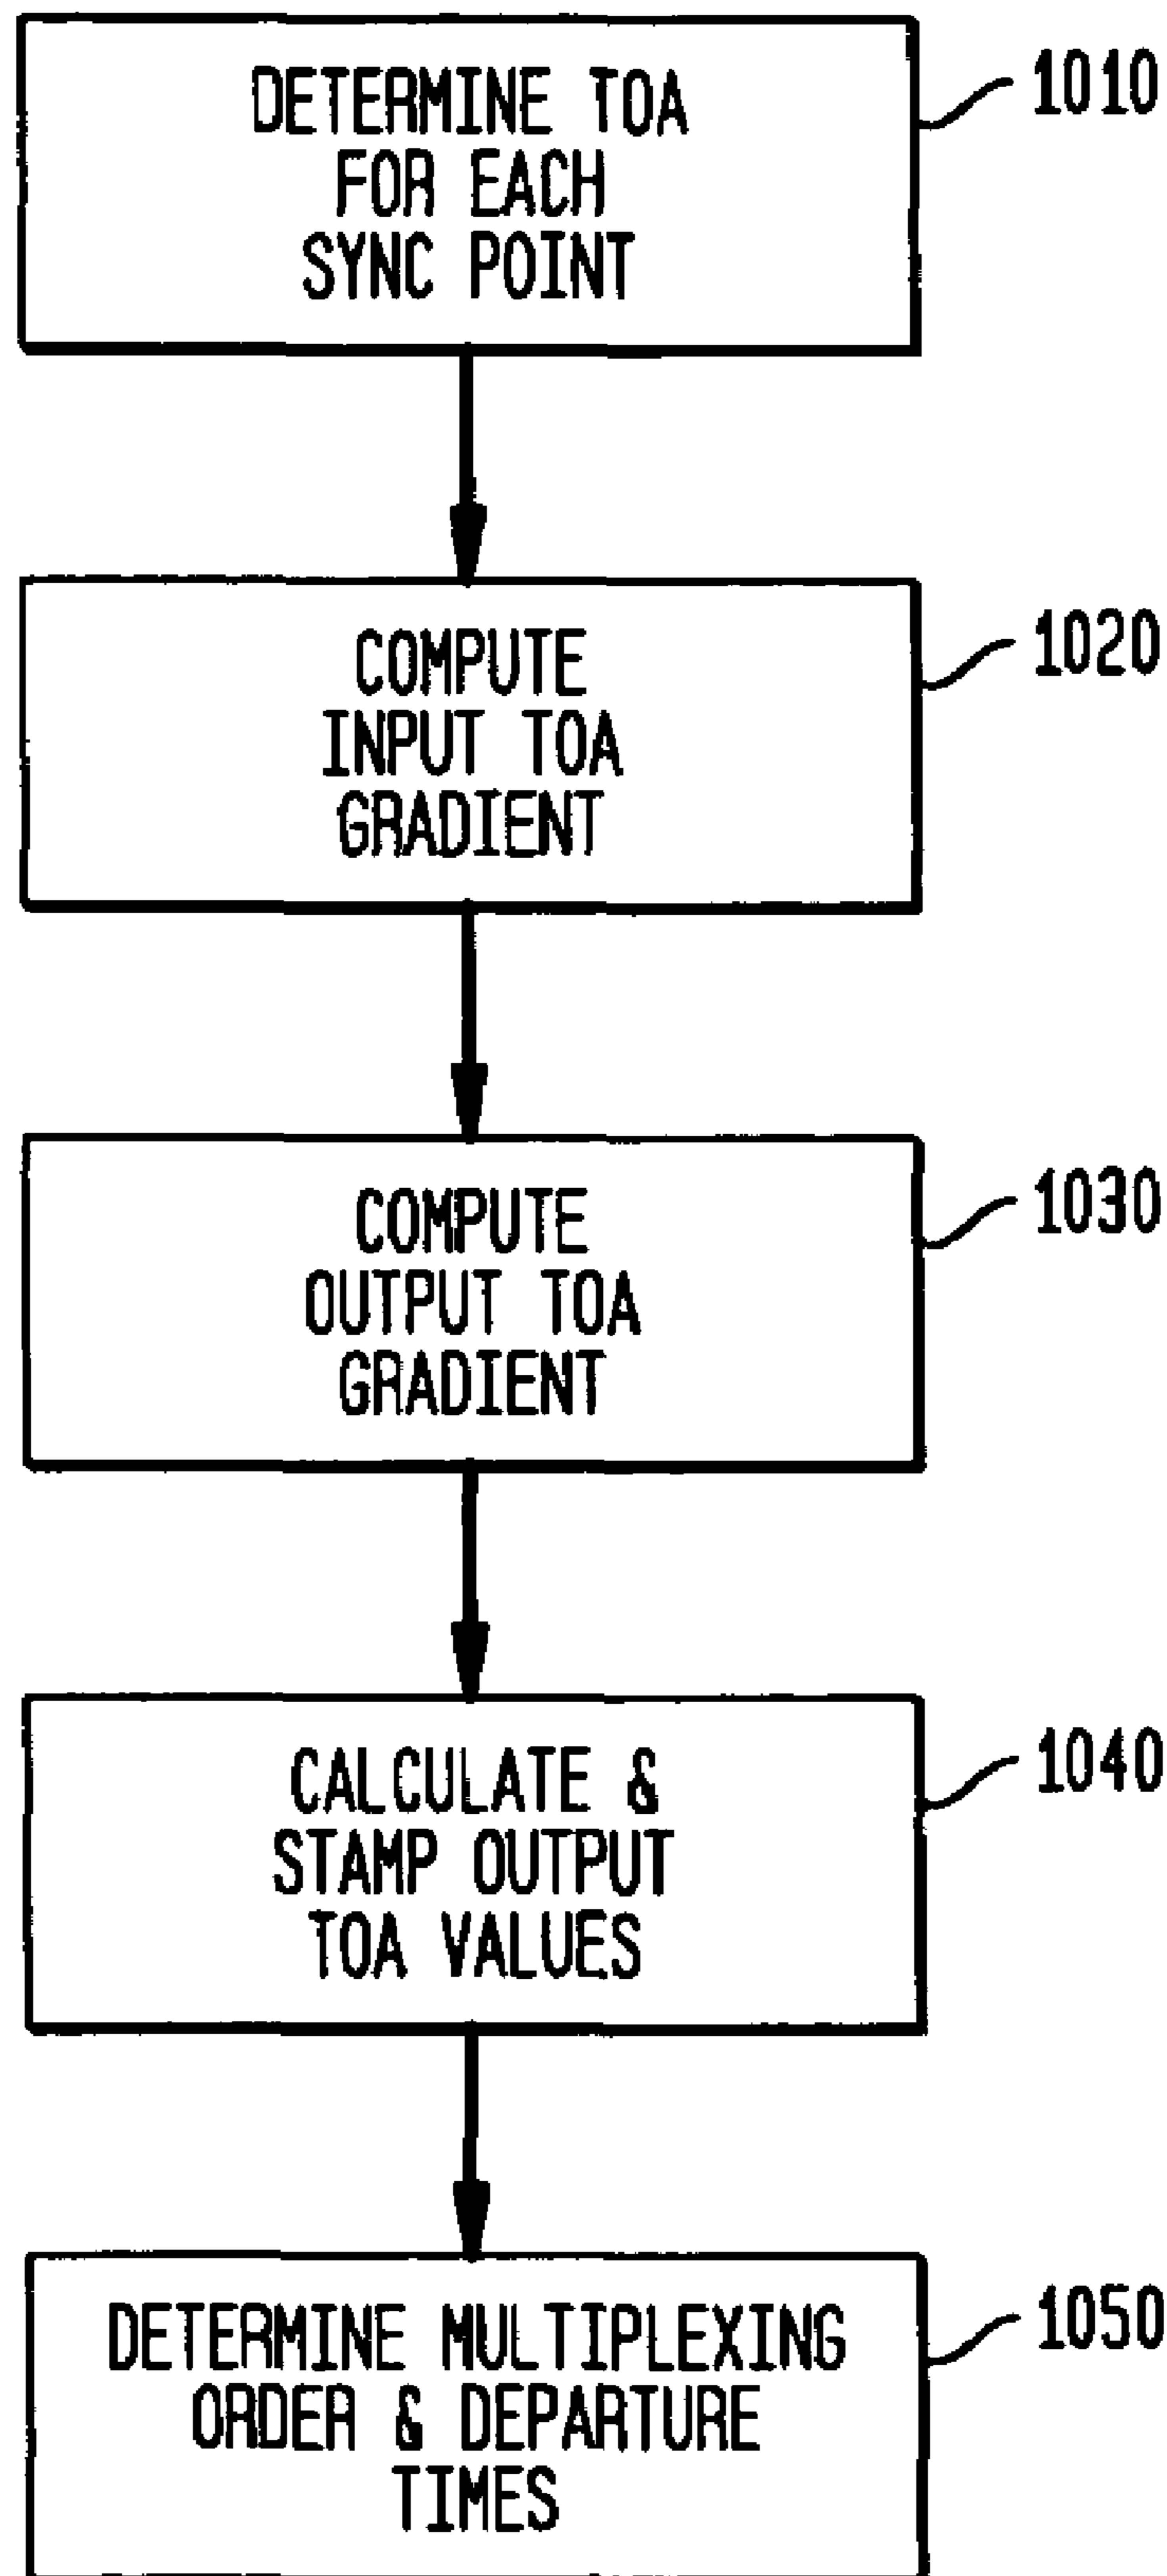 DETERMINE TOA
FOR EACH
SYNC POINT
1010
COMPUTE
INPUT TOA
GRADIENT
1020
COMPUTE
OUTPUT TOA
GRADIENT
1030
CALCULATE &
STAMP OUTPUT
TOA VALUES
1040
DETERMINE MULTIPLEXING
ORDER & DEPARTURE
TIMES
1050